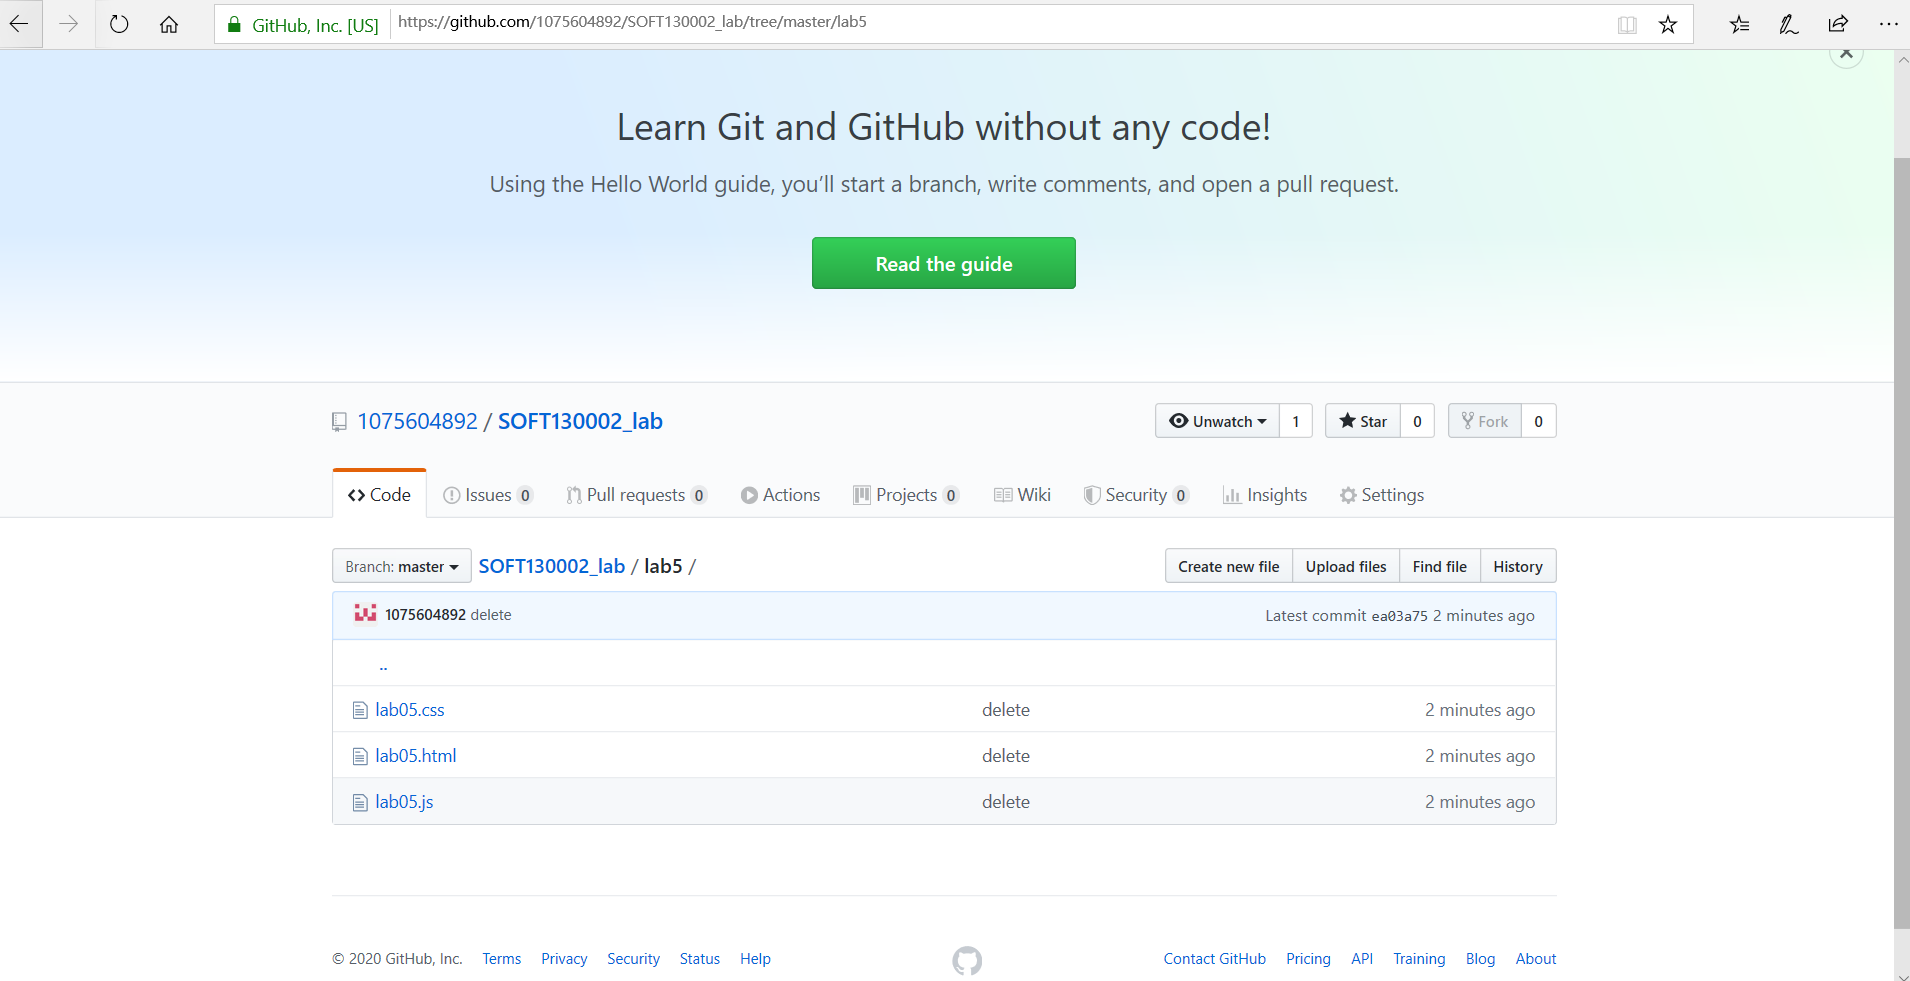 GitHub, Inc. [US] https://github.com/1075604892/SOFT130002_lab/tree/master/lab5
Learn Git and GitHub without any code!
Using the Hello World guide, you’ll start a branch, write comments, and open a pull request.
Read the guide
1075604892 / SOFT130002_lab
Unwatch 1 Star 0 Fork 0
Code Issues 0 Pull requests 0 Actions Projects 0 Wiki Security 0 Insights Settings
Branch: master SOFT130002_lab / lab5 / Create new file Upload files Find file History
1075604892 delete Latest commit ea03a75 2 minutes ago
..
lab05.css delete 2 minutes ago
lab05.html delete 2 minutes ago
lab05.js delete 2 minutes ago
© 2020 GitHub, Inc. Terms Privacy Security Status Help Contact GitHub Pricing API Training Blog About